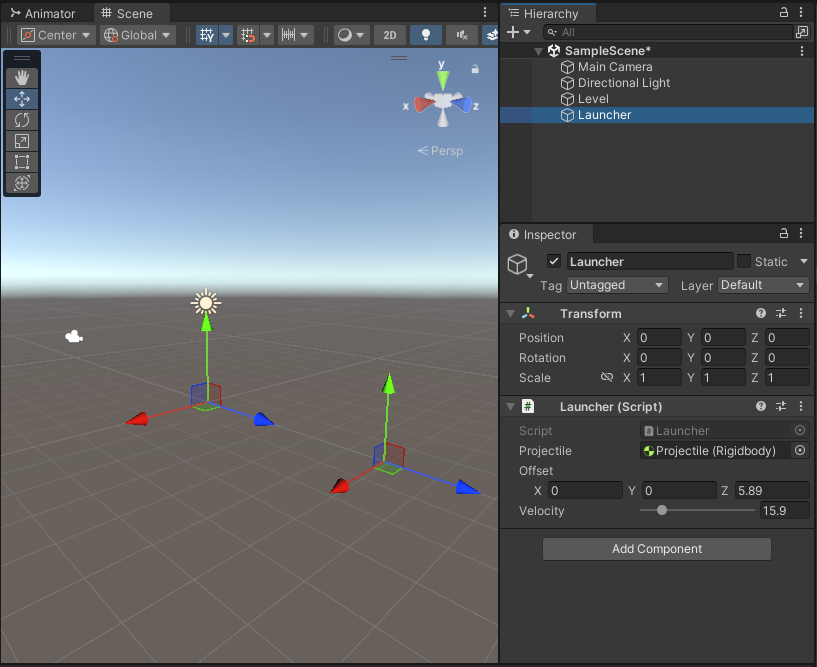 Animator
Scene
Center
Global
2D
y
x
z
Persp
Hierarchy
All
SampleScene*
Main Camera
Directional Light
Level
Launcher
Inspector
Launcher
Static
Tag Untagged Layer Default
Transform
Position X 0 Y 0 Z 0
Rotation X 0 Y 0 Z 0
Scale X 1 Y 1 Z 1
# Launcher (Script)
Script Launcher
Projectile Projectile (Rigidbody)
Offset
X 0 Y 0 Z 5.89
Velocity 15.9
Add Component